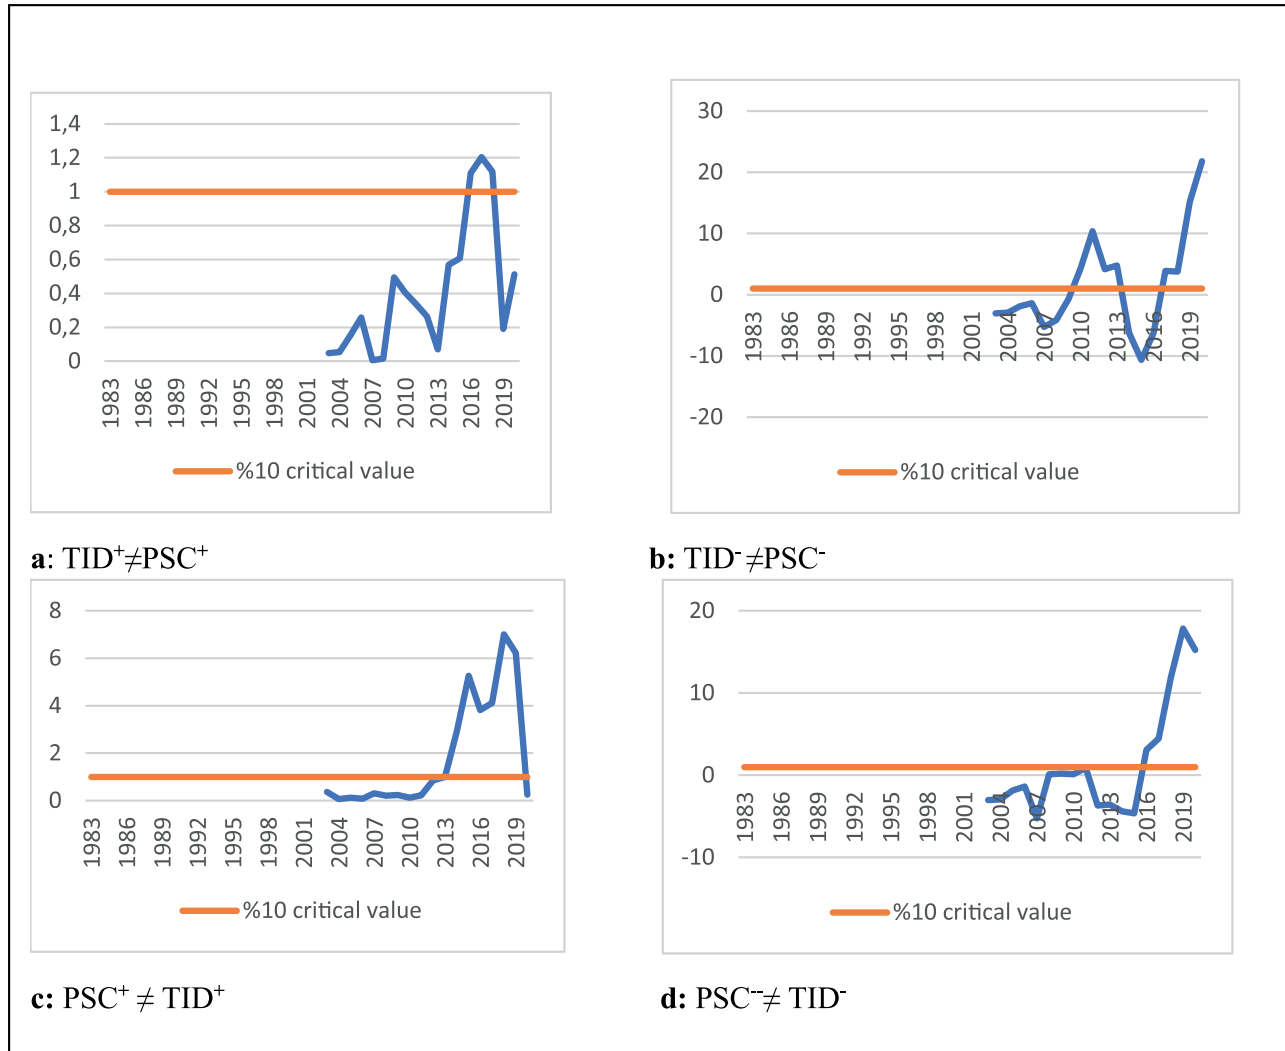 1,4
1,2
1
0,8
0,6
0,4
0,2
0
1983 1986 1989 1992 1995 1998 2001 2004 2007 2010 2013 2016 2019
%10 critical value
a: TID⁺≠PSC⁺
30
20
10
0
-10
-20
1983 1986 1989 1992 1995 1998 2001 2004 2007 2010 2013 2016 2019
%10 critical value
b: TID⁻ ≠PSC⁻
8
6
4
2
0
1983 1986 1989 1992 1995 1998 2001 2004 2007 2010 2013 2016 2019
%10 critical value
c: PSC⁺ ≠ TID⁺
20
10
0
-10
1983 1986 1989 1992 1995 1998 2001 2004 2007 2010 2013 2016 2019
%10 critical value
d: PSC⁻⁻≠ TID⁻